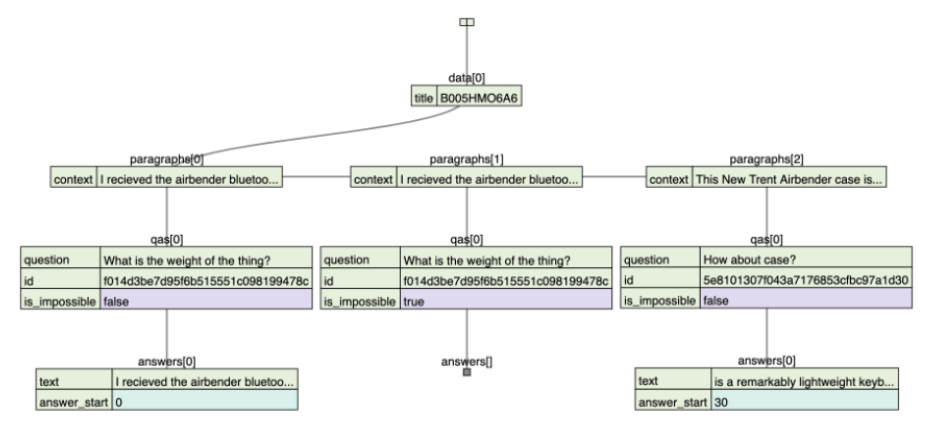 data[0]
title B005HMO6A6
paragraphs[0] paragraphs[1] paragraphs[2]
context I recieved the airbender bluetoo... context I recieved the airbender bluetoo... context This New Trent Airbender case is...
qas[0] qas[0] qas[0]
question What is the weight of the thing? question What is the weight of the thing? question How about case?
id f014d3be7d95f6b515551c098199478c id f014d3be7d95f6b515551c098199478c id 5e8101307f043a7176853cfbc97a1d30
is_impossible false is_impossible true is_impossible false
answers[0] answers[] answers[0]
text I recieved the airbender bluetoo... text is a remarkably lightweight keyb...
answer_start 0 answer_start 30